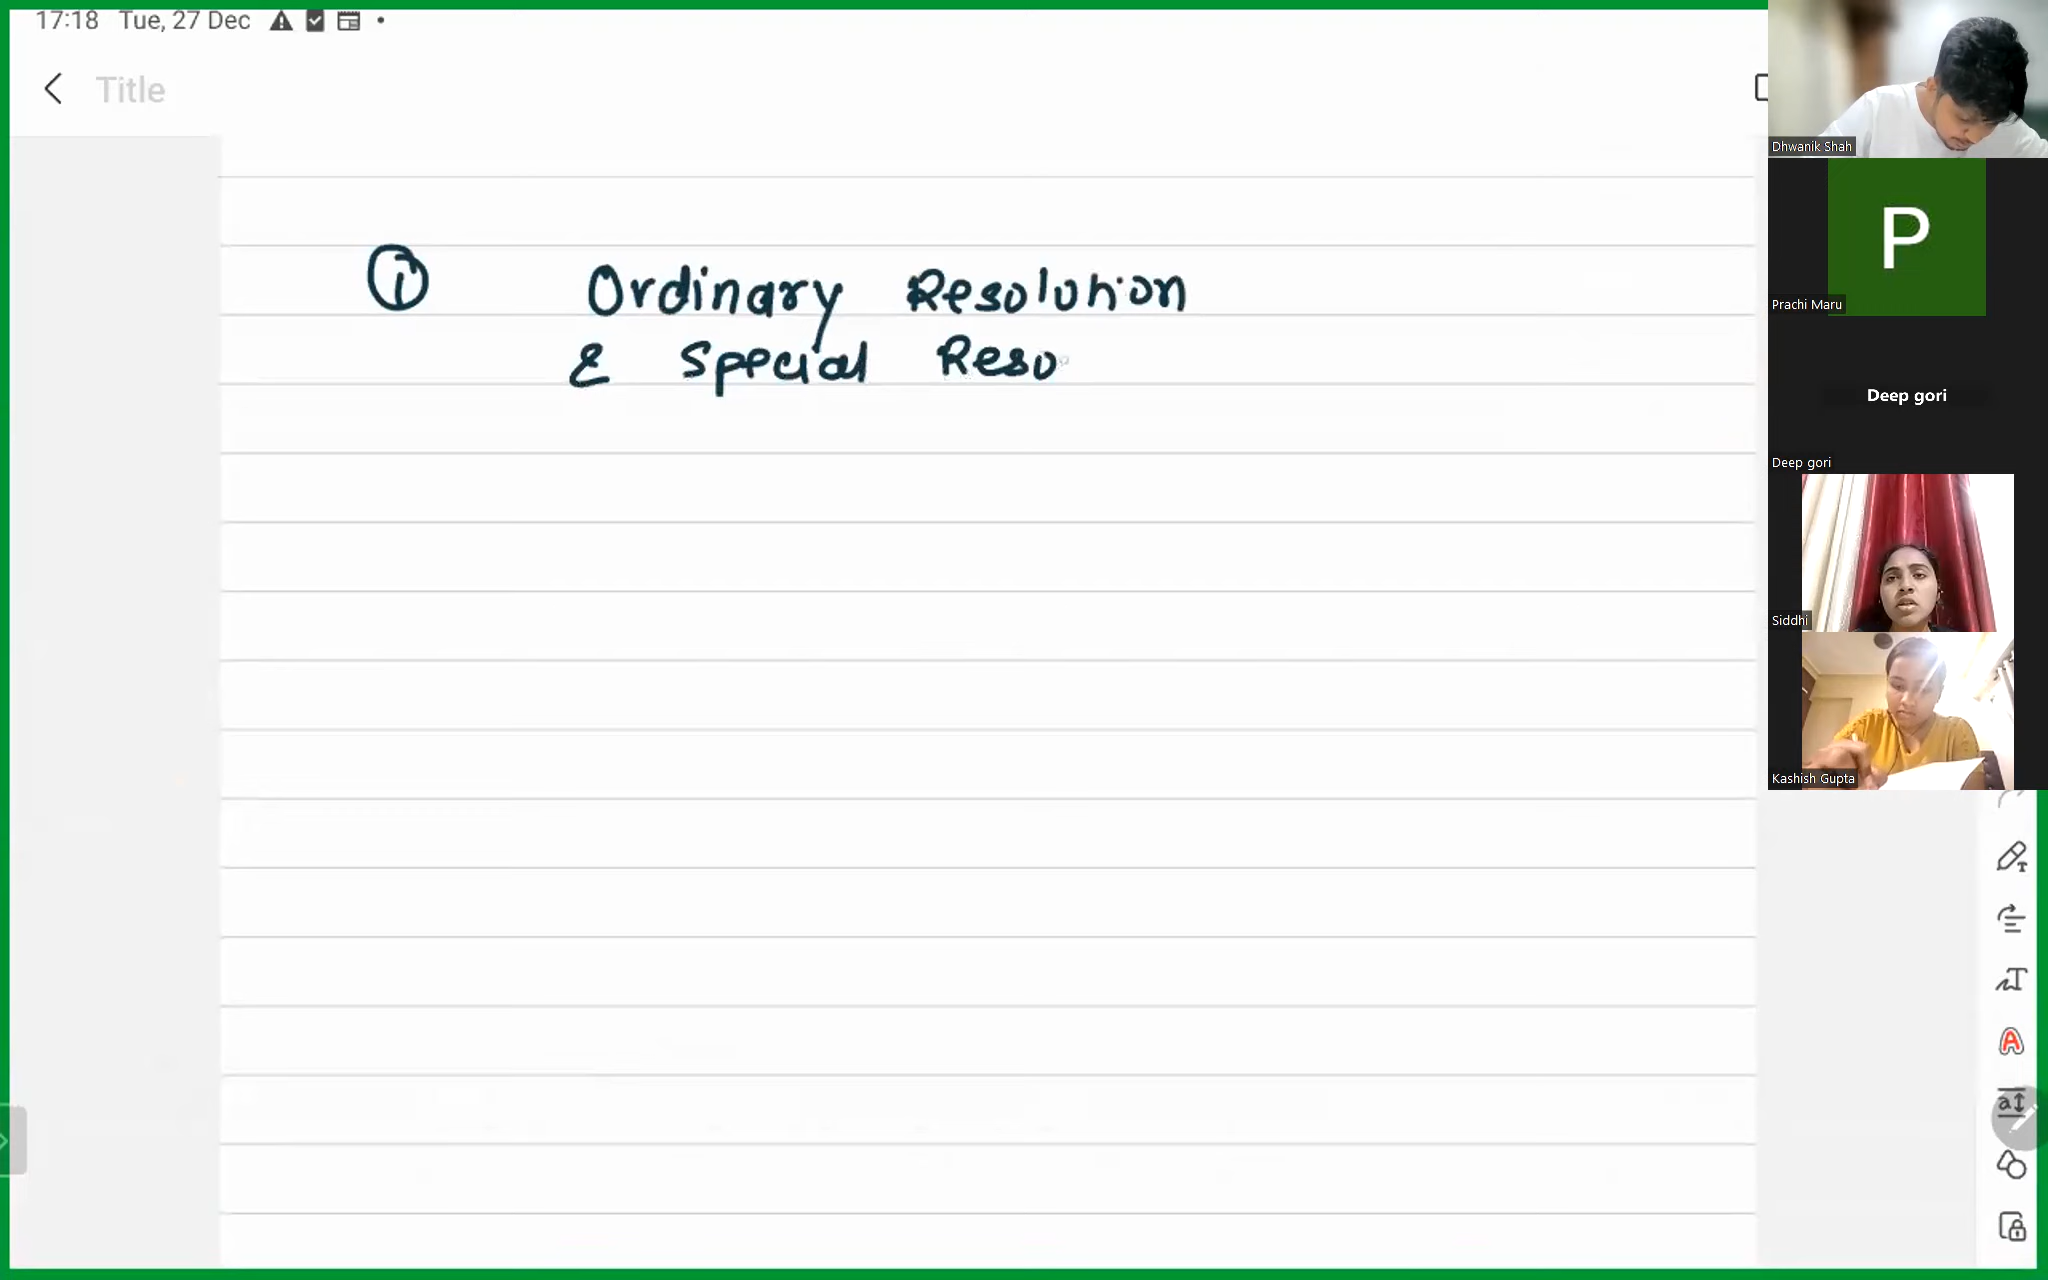 17:18 Tue, 27 Dec
Title
① Ordinary Resolution
& Special Reso
Dhwanik Shah
P
Prachi Maru
Deep gori
Deep gori
Siddhi
Kashish Gupta